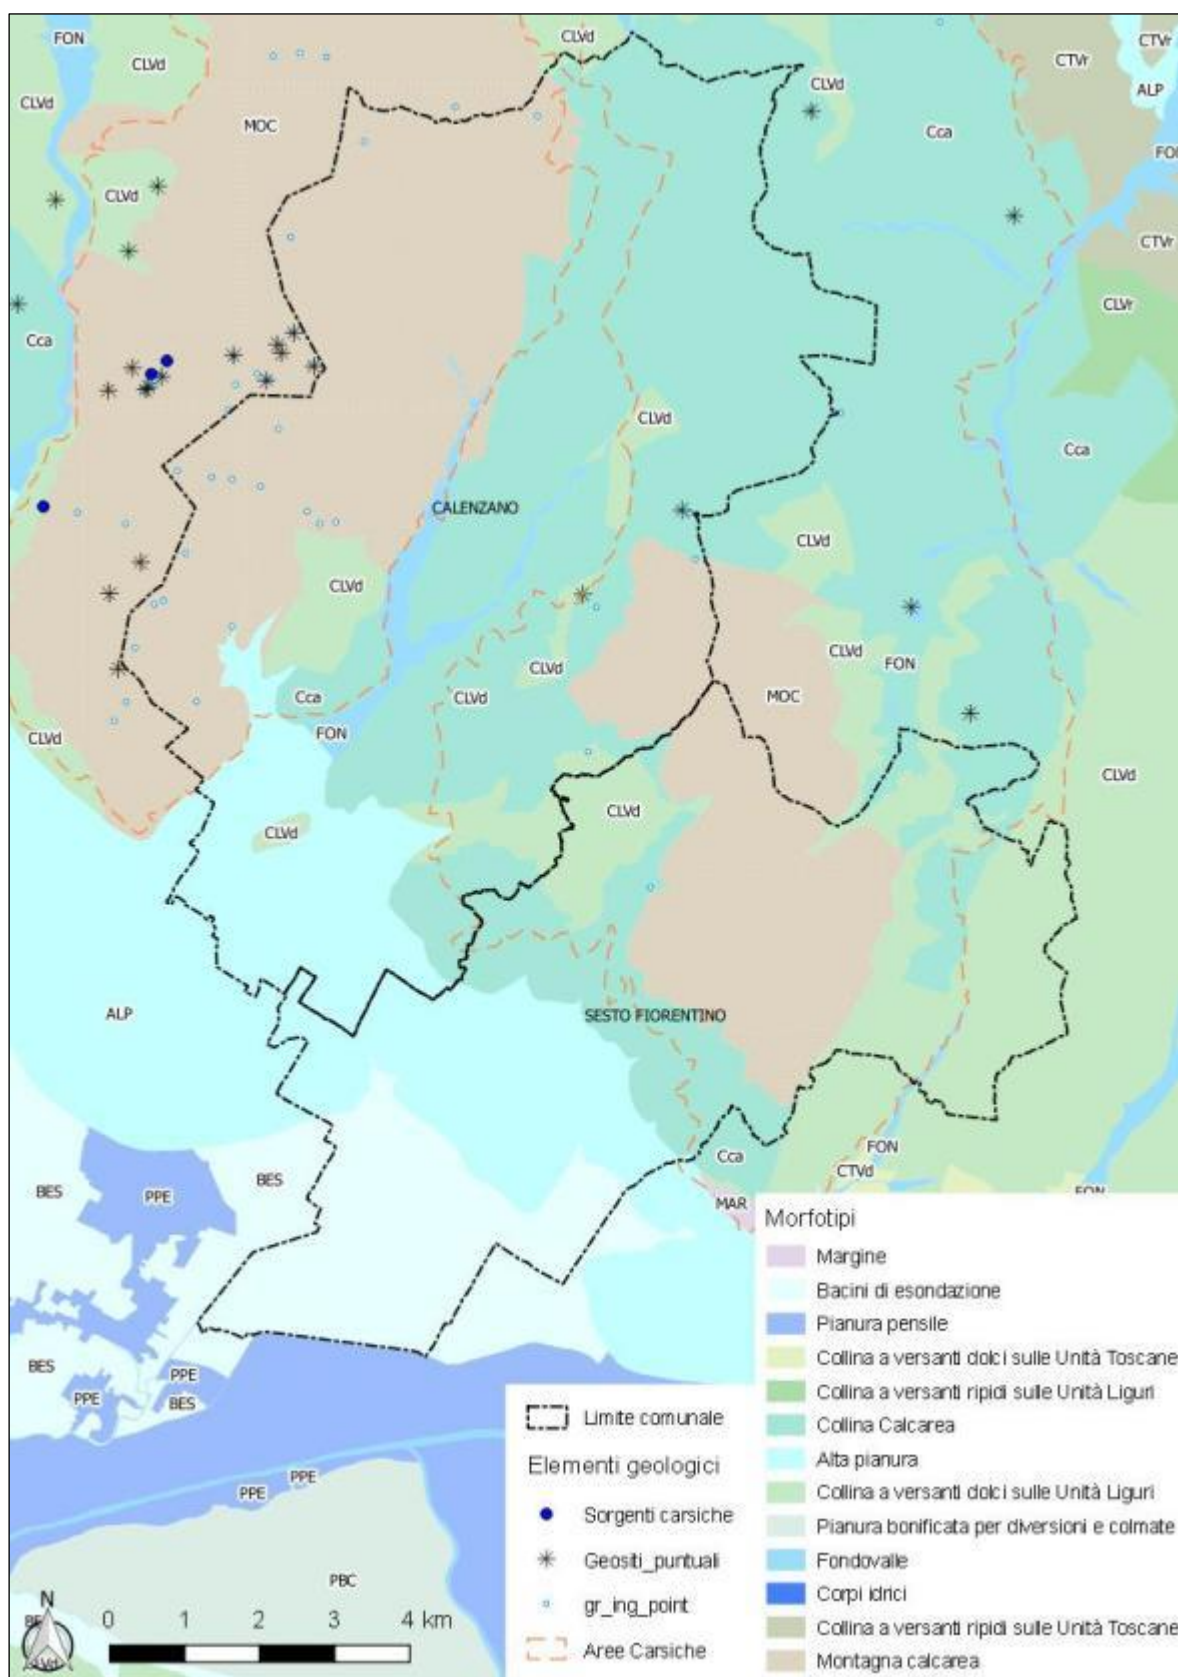 FON
CLVd
CLVd
CTVr
CTVr
CLVd
ALP
CLVd
MOC
Cca
CLVd
CTVr
CLVr
Cca
CLVd
Cca
CALENZANO
CLVd
CLVd
CLVd
FON
CLVd
CLVd
MOC
Cca
FON
CLVd
CLVd
CLVd
CLVd
ALP
SESTO FIORENTINO
FON
Cca
CTVd
BES
PPE
BES
MAR
FON
BES
PPE
PPE
BES
PPE
PPE
PBC
Morfotipi
Margine
Bacini di esondazione
Pianura pensile
Collina a versanti dolci sulle Unità Toscane
Collina a versanti ripidi sulle Unità Liguri
Collina Calcarea
Alta pianura
Collina a versanti dolci sulle Unità Liguri
Pianura bonificata per diversioni e colmate
Fondovalle
Corpi idrici
Collina a versanti ripidi sulle Unità Toscane
Montagna calcarea
Limite comunale
Elementi geologici
Sorgenti carsiche
Geositi_puntuali
gr_ing_point
Aree Carsiche
N
0 1 2 3 4 km